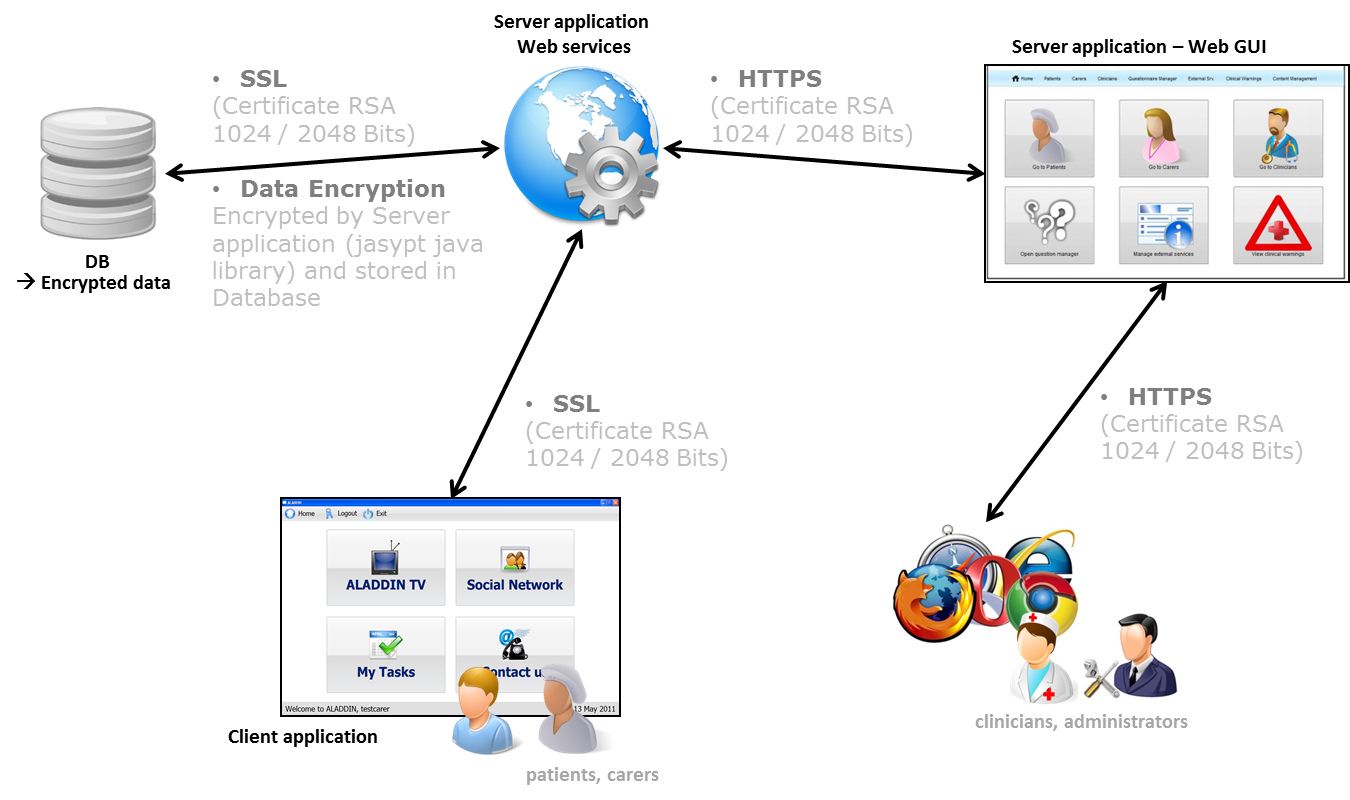 Server application
Web services
Server application – Web GUI
• SSL
(Certificate RSA
1024 / 2048 Bits)
• HTTPS
(Certificate RSA
1024 / 2048 Bits)
Home Patients Carers Clinicians Questionnaire Manager External Srv. Clinical Warnings Content Management
Go to Patients Go to Carers Go to Clinicians
Open question manager Manage external services View clinical warnings
• Data Encryption
Encrypted by Server
application (jasypt java
library) and stored in
Database
DB
→ Encrypted data
• SSL
(Certificate RSA
1024 / 2048 Bits)
• HTTPS
(Certificate RSA
1024 / 2048 Bits)
ALADDIN
Home Logout Exit
ALADDIN TV Social Network
My Tasks Contact us
Welcome to ALADDIN, testcarer 13 May 2011
Client application
patients, carers
clinicians, administrators